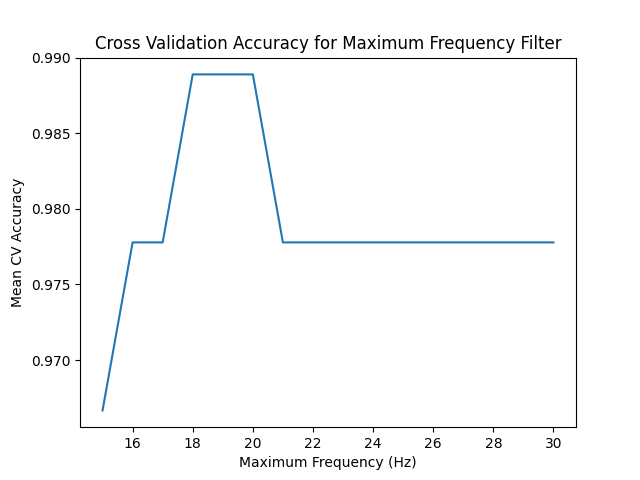 Cross Validation Accuracy for Maximum Frequency Filter
0.990
0.985
0.980
0.975
0.970
Mean CV Accuracy
16 18 20 22 24 26 28 30
Maximum Frequency (Hz)